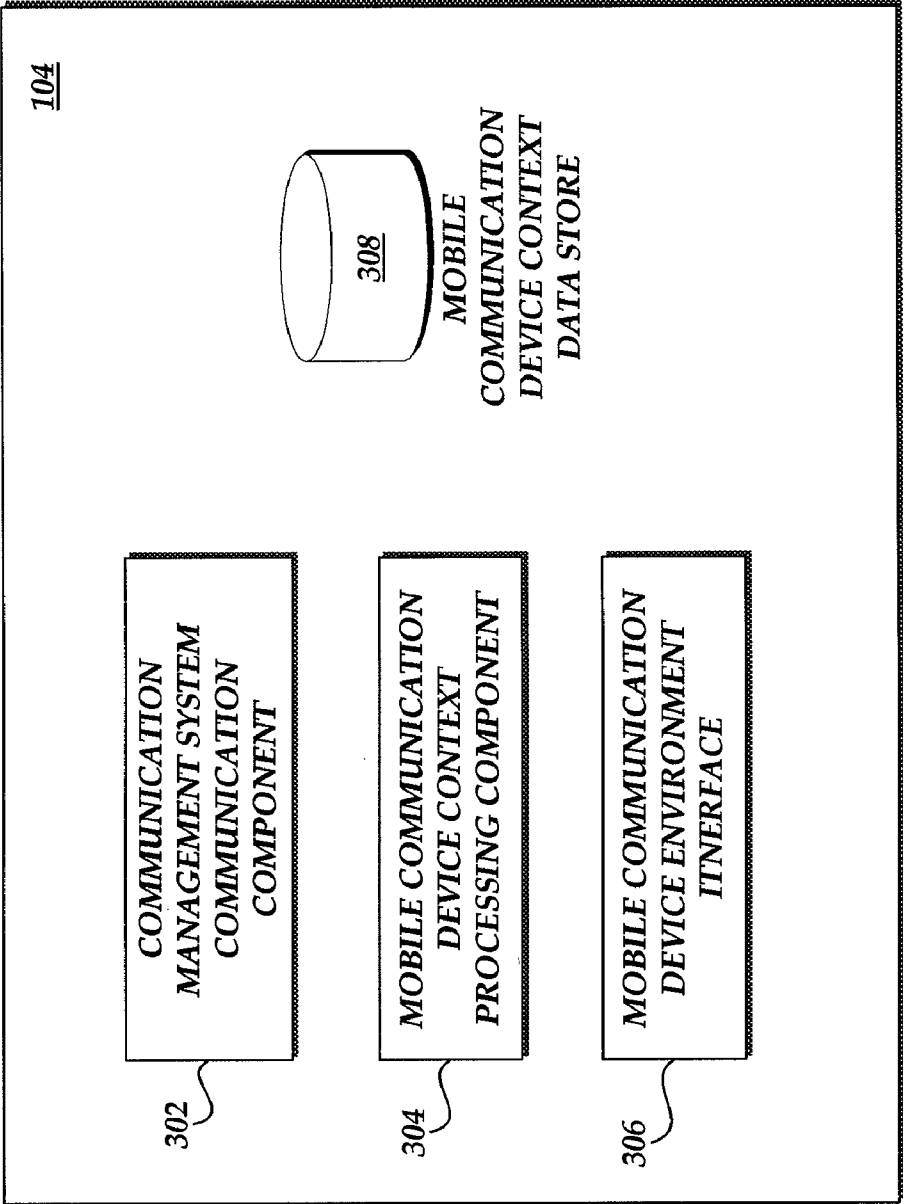 104
302
COMMUNICATION
MANAGEMENT SYSTEM
COMMUNICATION
COMPONENT
304
MOBILE COMMUNICATION
DEVICE CONTEXT
PROCESSING COMPONENT
306
MOBILE COMMUNICATION
DEVICE ENVIRONMENT
ITNERFACE
308
MOBILE
COMMUNICATION
DEVICE CONTEXT
DATA STORE